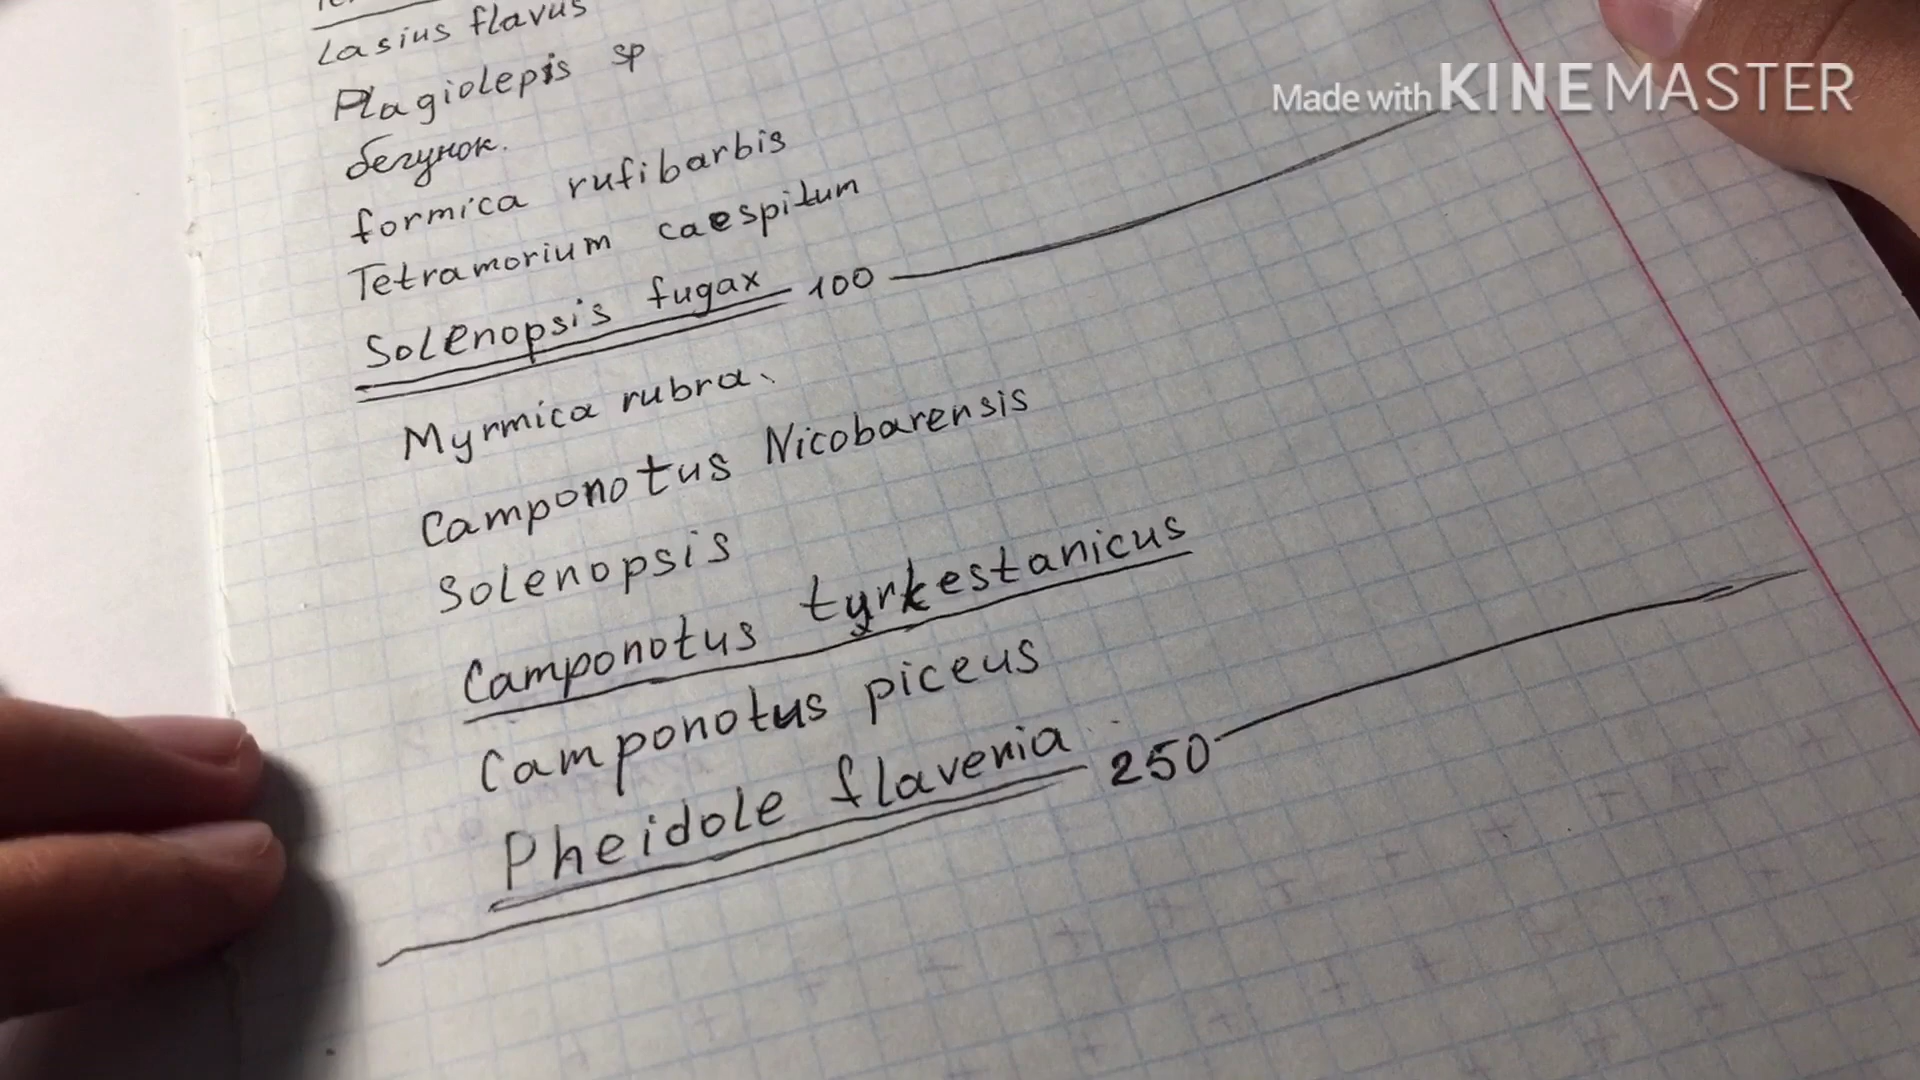 Lasius flavus
Plagiolepis sp
бегунок.
formica rufibarbis
Tetramorium caespitum
Solenopsis fugax 100
Myrmica rubra.
Camponotus Nicobarensis
Solenopsis
Camponotus tyrkestanicus
Camponotus piceus
Pheidole flavenia 250
Made with KINEMASTER